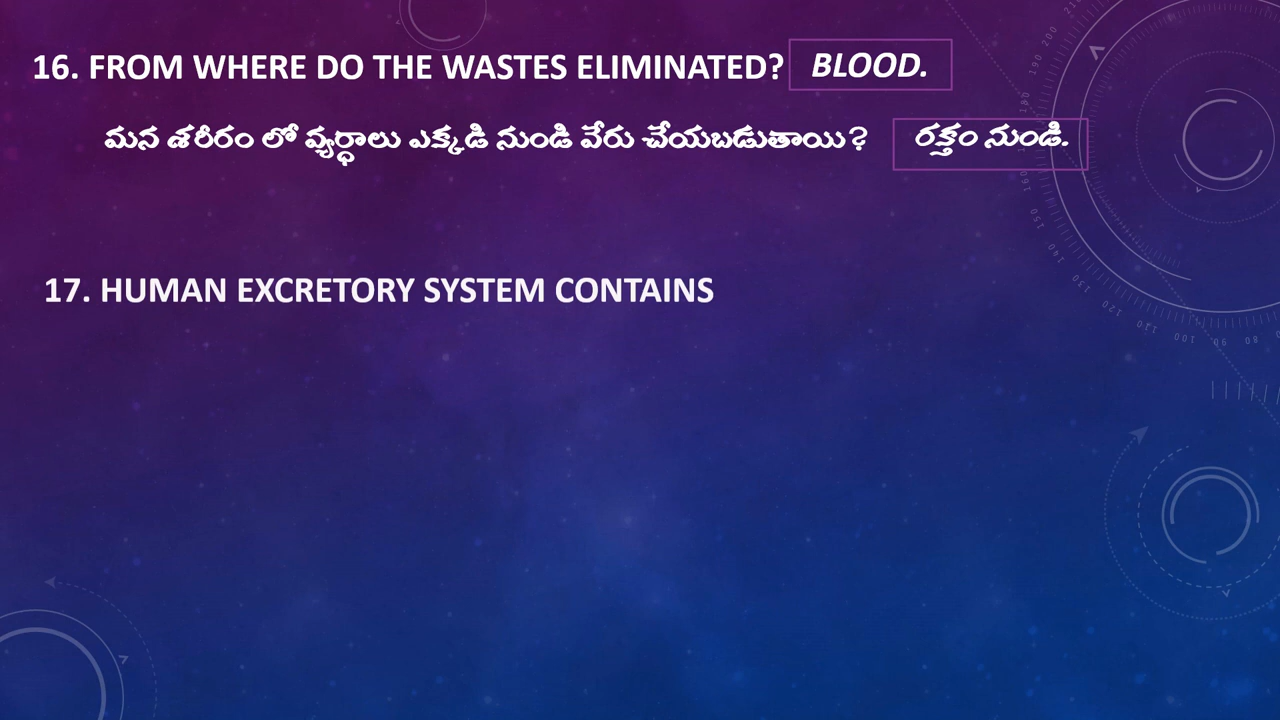 16. FROM WHERE DO THE WASTES ELIMINATED? BLOOD.
మన శరీరం లో వ్యర్ధాలు ఎక్కడి నుండి వేరు చేయబడుతాయి? రక్తం నుండి.
17. HUMAN EXCRETORY SYSTEM CONTAINS